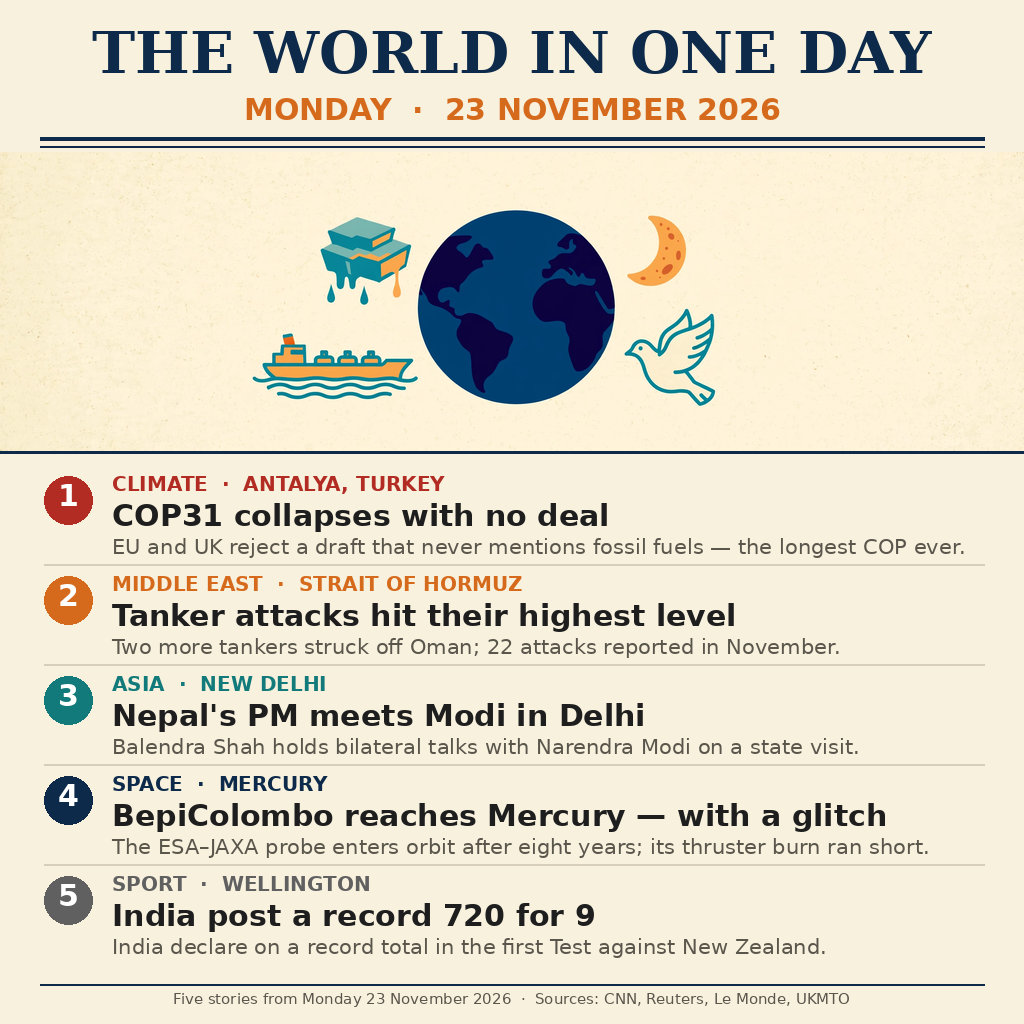 THE WORLD IN ONE DAY
MONDAY · 23 NOVEMBER 2026
1
CLIMATE · ANTALYA, TURKEY
COP31 collapses with no deal
EU and UK reject a draft that never mentions fossil fuels — the longest COP ever.
2
MIDDLE EAST · STRAIT OF HORMUZ
Tanker attacks hit their highest level
Two more tankers struck off Oman; 22 attacks reported in November.
3
ASIA · NEW DELHI
Nepal's PM meets Modi in Delhi
Balendra Shah holds bilateral talks with Narendra Modi on a state visit.
4
SPACE · MERCURY
BepiColombo reaches Mercury — with a glitch
The ESA–JAXA probe enters orbit after eight years; its thruster burn ran short.
5
SPORT · WELLINGTON
India post a record 720 for 9
India declare on a record total in the first Test against New Zealand.
Five stories from Monday 23 November 2026 · Sources: CNN, Reuters, Le Monde, UKMTO